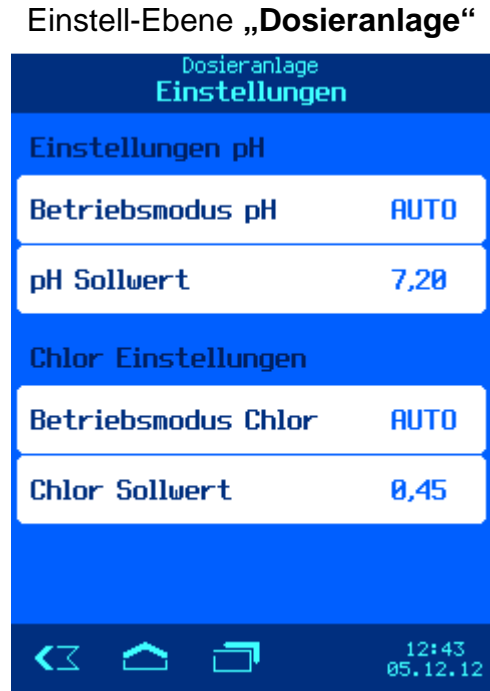 Einstell-Ebene „Dosieranlage“
Dosieranlage
Einstellungen
Einstellungen pH
Betriebsmodus pH AUTO
pH Sollwert 7,20
Chlor Einstellungen
Betriebsmodus Chlor AUTO
Chlor Sollwert 0,45
12:43
05.12.12